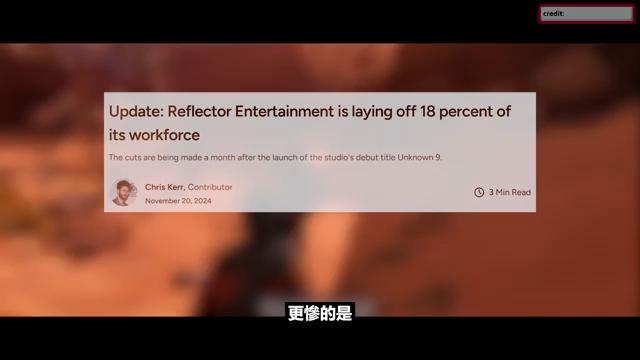 credit:
Update: Reflector Entertainment is laying off 18 percent of
its workforce
The cuts are being made a month after the launch of the studio's debut title Unknown 9.
Chris Kerr, Contributor
November 20, 2024
3 Min Read
更慘的是